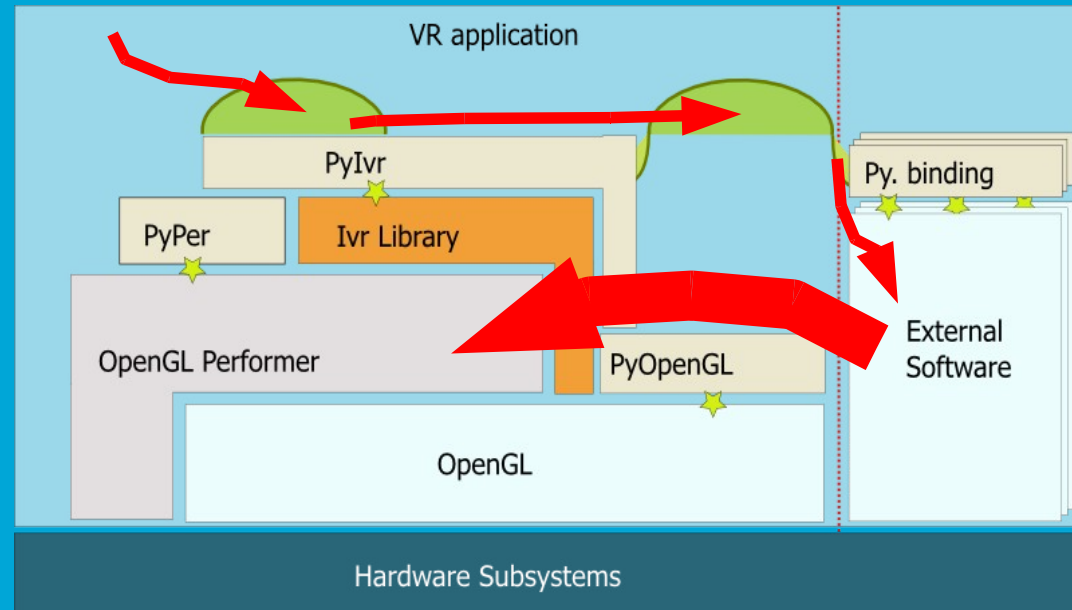 VR application
PyIvr
Py. binding
PyPer
Ivr Library
OpenGL Performer
External
Software
PyOpenGL
OpenGL
Hardware Subsystems